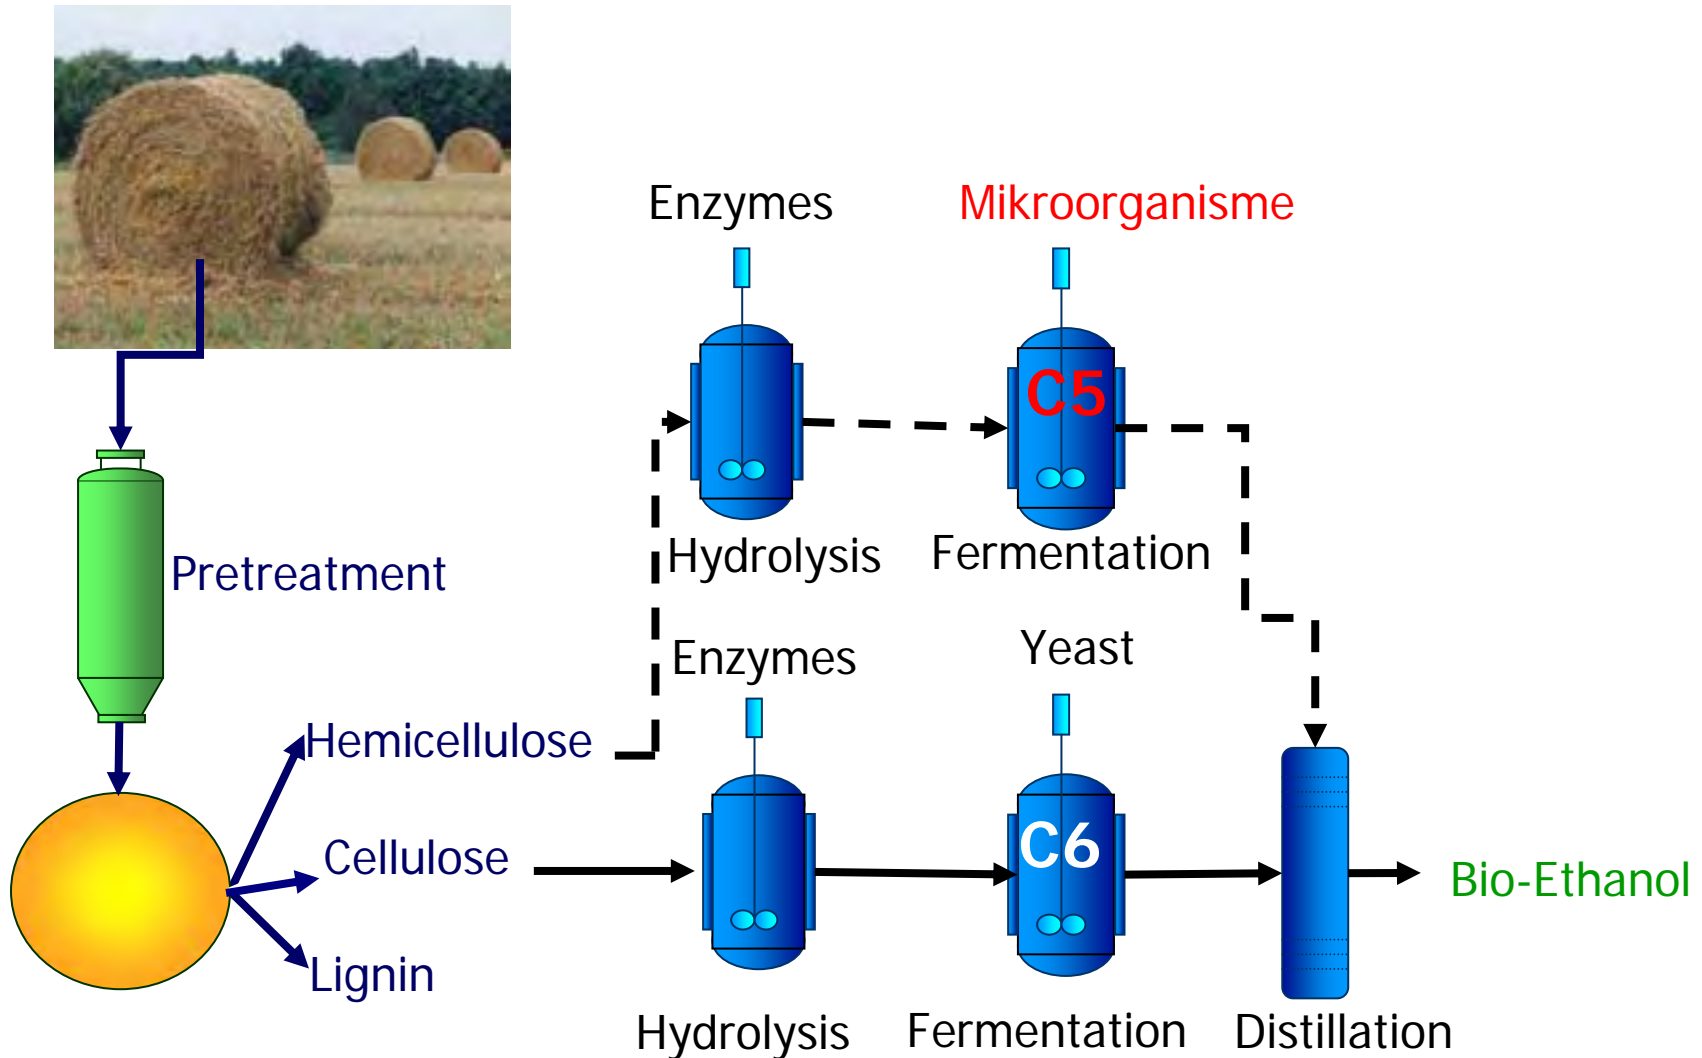 Enzymes
Mikroorganisme
C5
Hydrolysis
Fermentation
Pretreatment
Enzymes
Yeast
Hemicellulose
Cellulose
Lignin
C6
Bio-Ethanol
Hydrolysis
Fermentation
Distillation